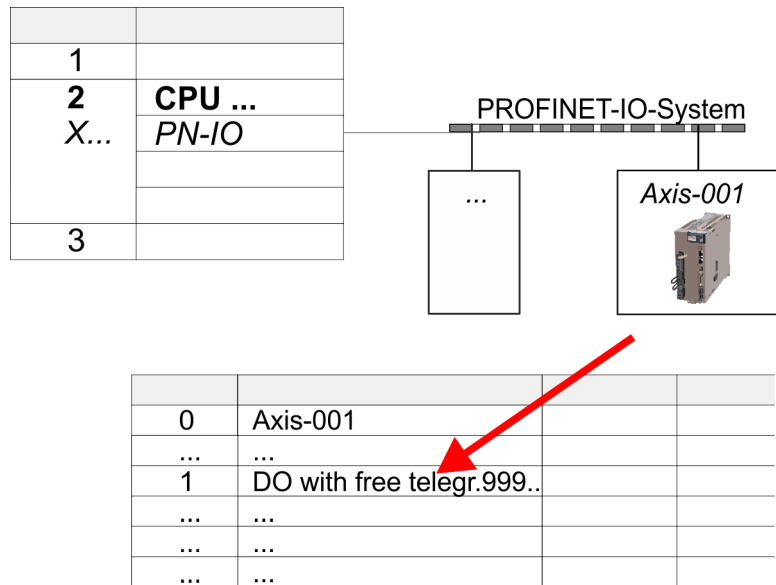 1
2 CPU ...
X... PN-IO
3
PROFINET-IO-System
...
Axis-001
0 Axis-001
... ...
1 DO with free telegr.999..
... ...
... ...
... ...